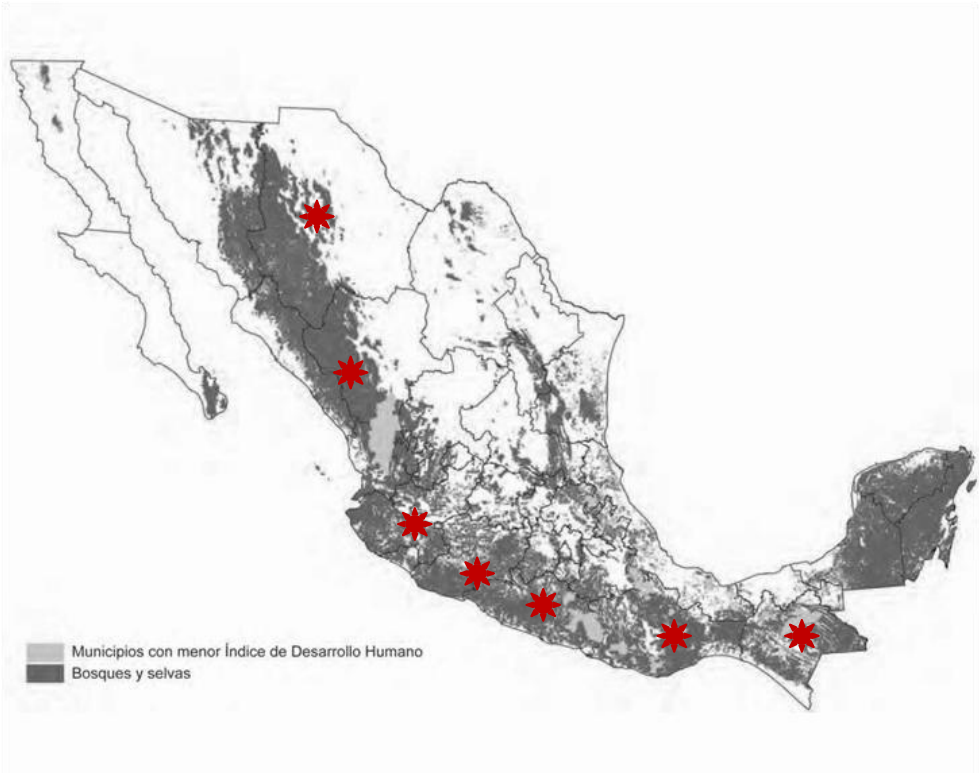 Municipios con menor Índice de Desarrollo Humano
Bosques y selvas